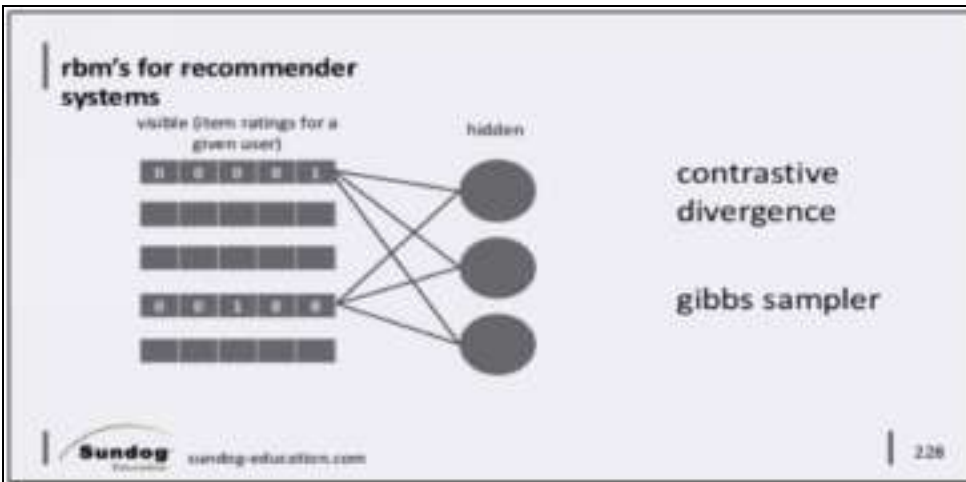 rbm's for recommender
systems
visible (item ratings for a
given user)
hidden
0 0 0 0 1
0 0 1 0 0
contrastive
divergence
gibbs sampler
Sundog
Education
sundog-education.com
228